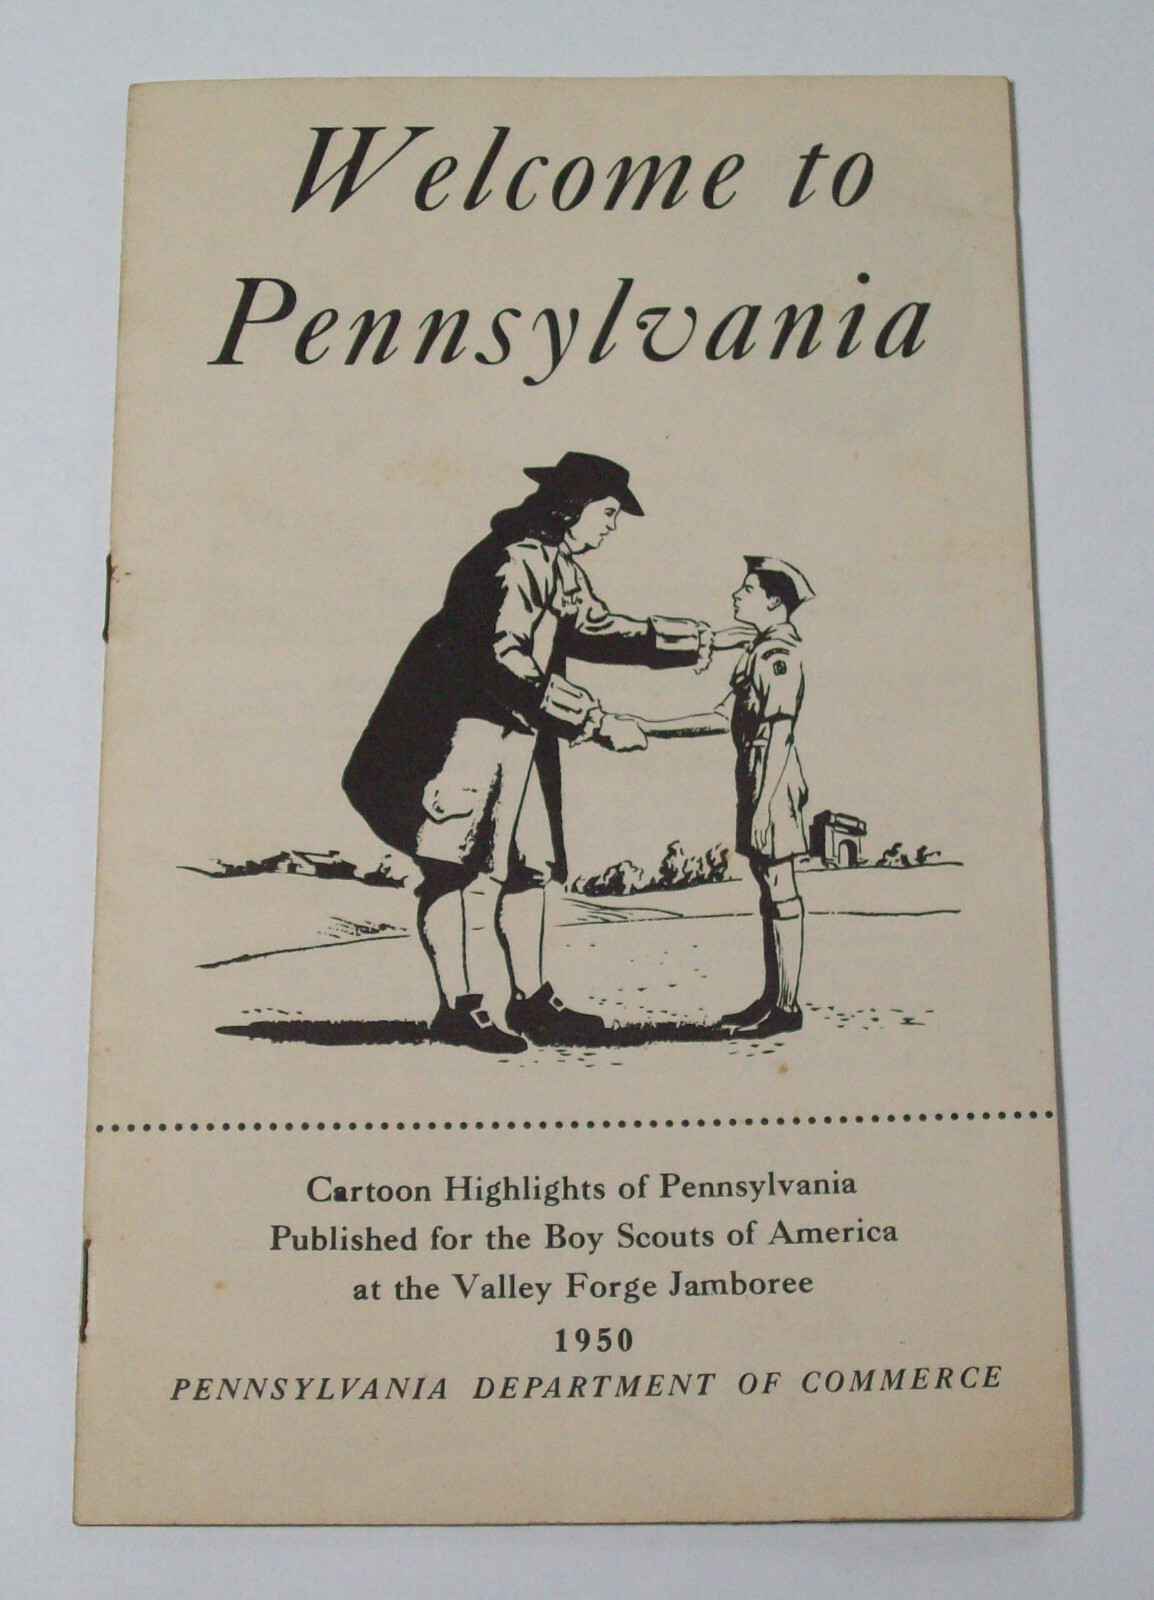 Welcome to
Pennsylvania
Cartoon Highlights of Pennsylvania
Published for the Boy Scouts of America
at the Valley Forge Jamboree
1950
PENNSYLVANIA DEPARTMENT OF COMMERCE